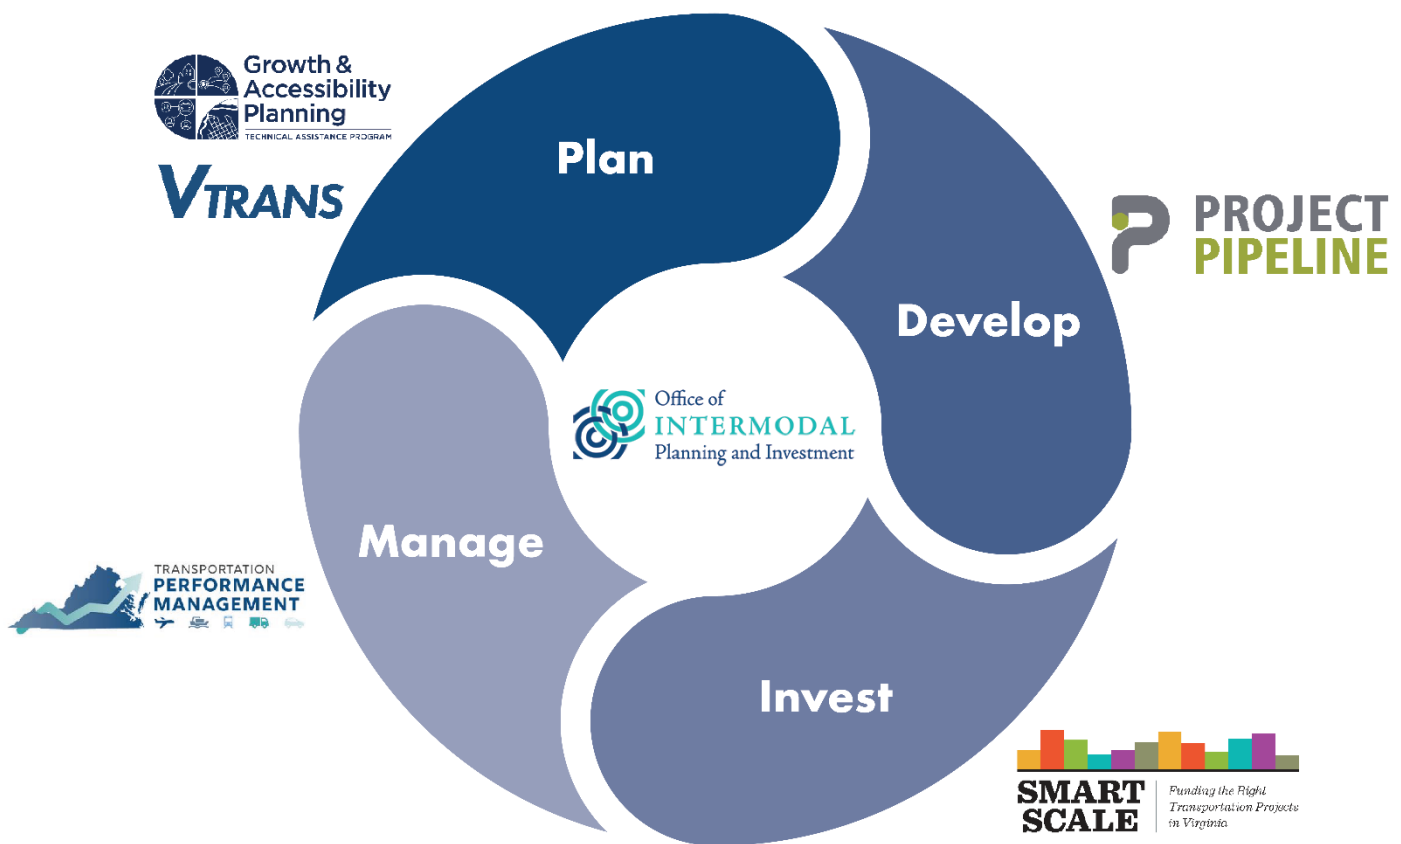 Growth &
Accessibility
Planning
TECHNICAL ASSISTANCE PROGRAM
VTRANS
Plan
PROJECT
PIPELINE
Develop
Office of
INTERMODAL
Planning and Investment
Manage
TRANSPORTATION
PERFORMANCE
MANAGEMENT
Invest
SMART
SCALE
Funding the Right
Transportation Projects
in Virginia